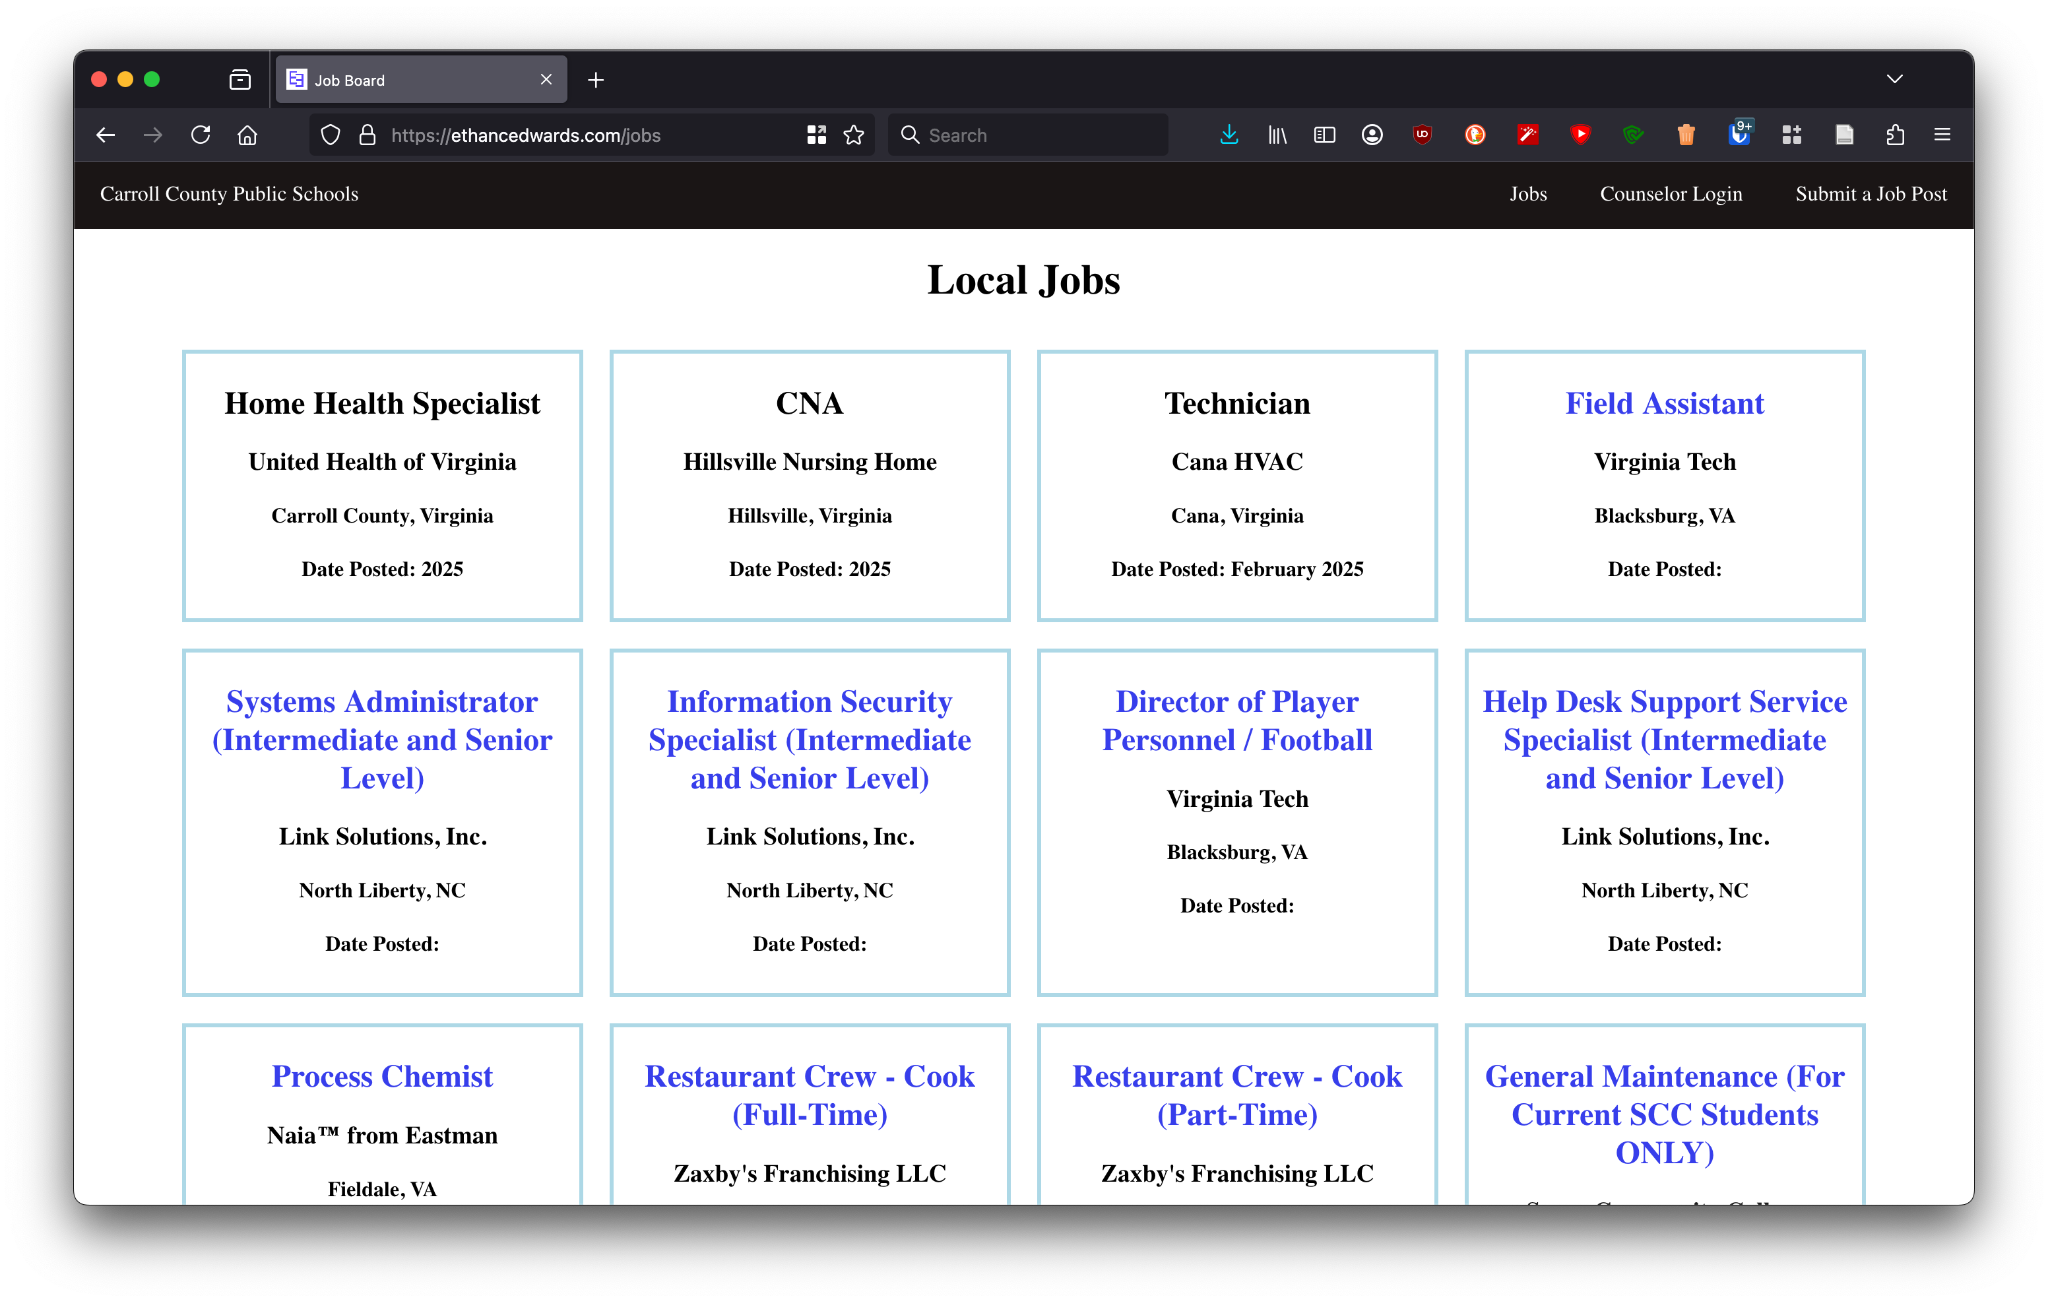 Job Board
https://ethancedwards.com/jobs
Search
9+
Carroll County Public Schools
Jobs
Counselor Login
Submit a Job Post
Local Jobs
Home Health Specialist
United Health of Virginia
Carroll County, Virginia
Date Posted: 2025
CNA
Hillsville Nursing Home
Hillsville, Virginia
Date Posted: 2025
Technician
Cana HVAC
Cana, Virginia
Date Posted: February 2025
Field Assistant
Virginia Tech
Blacksburg, VA
Date Posted:
Systems Administrator
(Intermediate and Senior
Level)
Link Solutions, Inc.
North Liberty, NC
Date Posted:
Information Security
Specialist (Intermediate
and Senior Level)
Link Solutions, Inc.
North Liberty, NC
Date Posted:
Director of Player
Personnel / Football
Virginia Tech
Blacksburg, VA
Date Posted:
Help Desk Support Service
Specialist (Intermediate
and Senior Level)
Link Solutions, Inc.
North Liberty, NC
Date Posted:
Process Chemist
Naia™ from Eastman
Fieldale, VA
Restaurant Crew - Cook
(Full-Time)
Zaxby's Franchising LLC
Restaurant Crew - Cook
(Part-Time)
Zaxby's Franchising LLC
General Maintenance (For
Current SCC Students
ONLY)